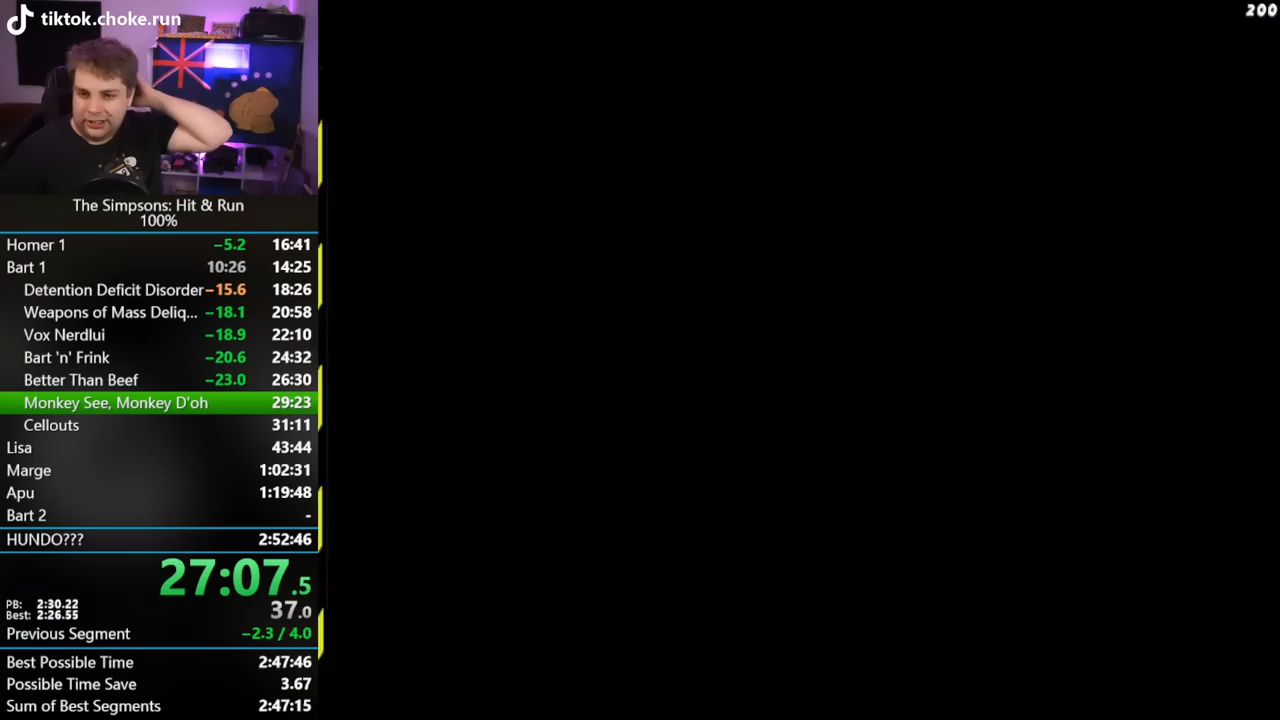 tiktok.choke.run
200
The Simpsons: Hit & Run
100%
Homer 1 −5.2 16:41
Bart 1 10:26 14:25
Detention Deficit Disorder −15.6 18:26
Weapons of Mass Deliq... −18.1 20:58
Vox Nerdlui −18.9 22:10
Bart 'n' Frink −20.6 24:32
Better Than Beef −23.0 26:30
Monkey See, Monkey D'oh 29:23
Cellouts 31:11
Lisa 43:44
Marge 1:02:31
Apu 1:19:48
Bart 2 -
HUNDO??? 2:52:46
27:07.5
PB: 2:30.22
Best: 2:26.55
37.0
Previous Segment −2.3 / 4.0
Best Possible Time 2:47:46
Possible Time Save 3.67
Sum of Best Segments 2:47:15